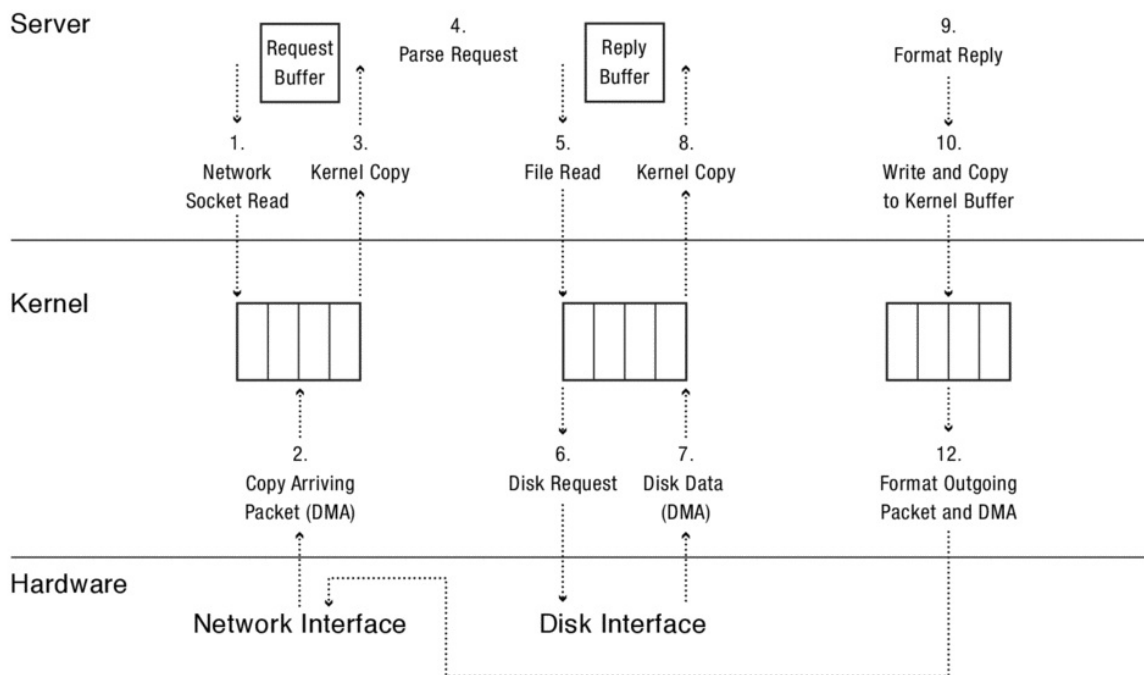 Server
Request
Buffer
4.
Parse Request
Reply
Buffer
9.
Format Reply
1.
Network
Socket Read
3.
Kernel Copy
5.
File Read
8.
Kernel Copy
10.
Write and Copy
to Kernel Buffer
Kernel
2.
Copy Arriving
Packet (DMA)
6.
Disk Request
7.
Disk Data
(DMA)
12.
Format Outgoing
Packet and DMA
Hardware
Network Interface
Disk Interface